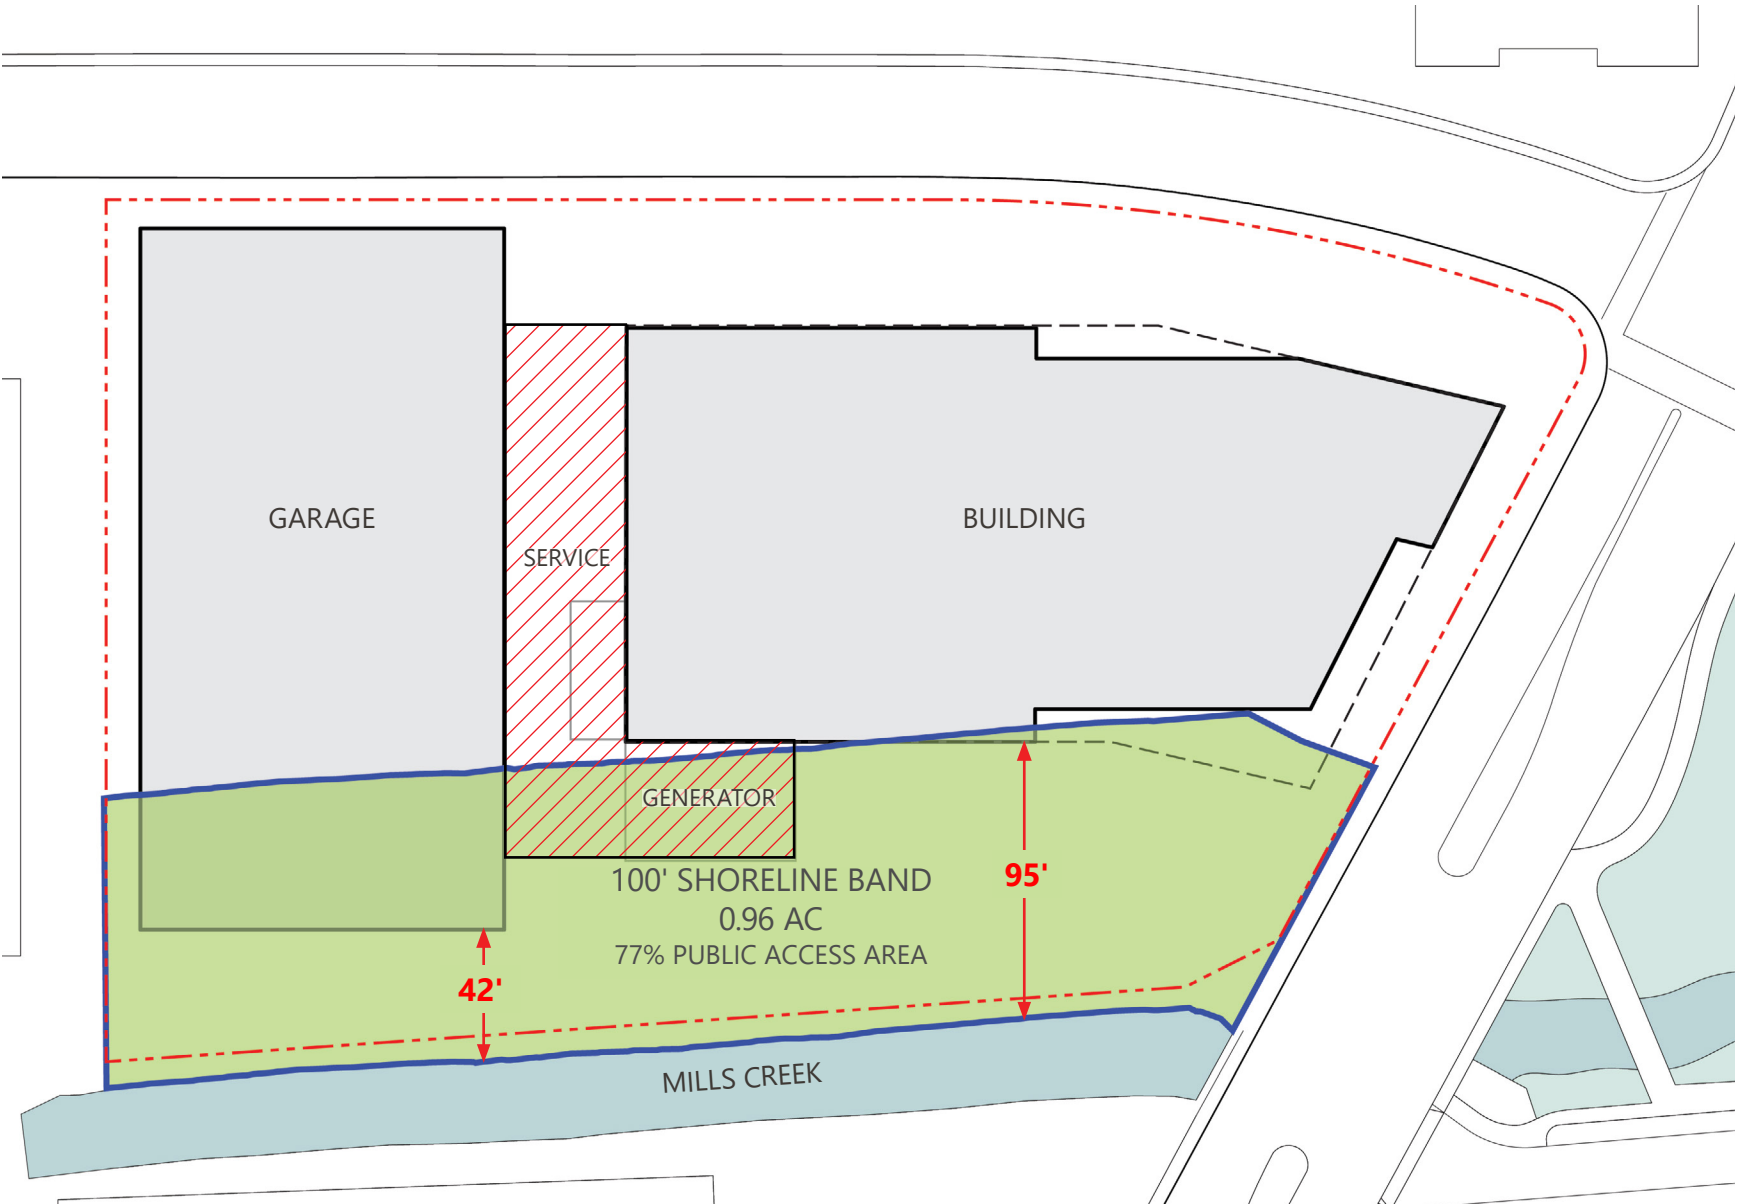 GARAGE
BUILDING
SERVICE
GENERATOR
100' SHORELINE BAND
0.96 AC
77% PUBLIC ACCESS AREA
95'
42'
MILLS CREEK